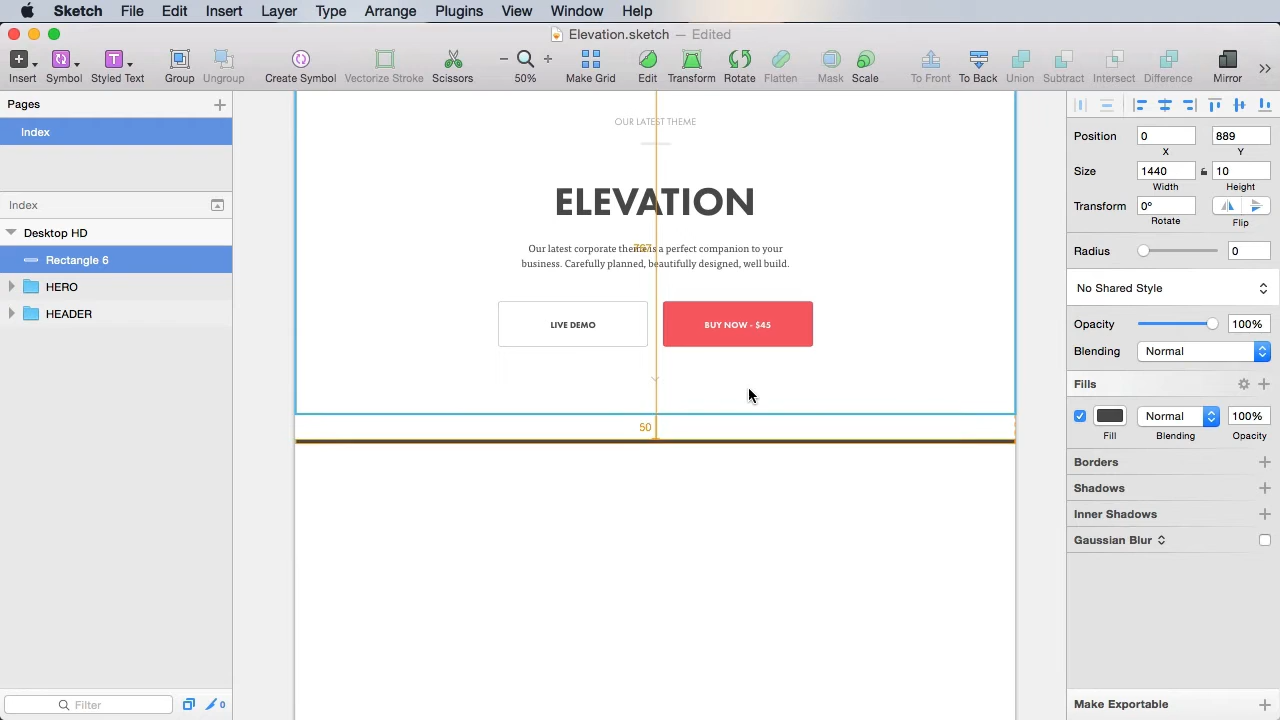 Sketch File Edit Insert Layer Type Arrange Plugins View Window Help
Elevation.sketch — Edited
50%
Insert Symbol Styled Text Group Ungroup Create Symbol Vectorize Stroke Scissors Make Grid Edit Transform Rotate Flatten Mask Scale To Front To Back Union Subtract Intersect Difference Mirror
Pages
Index
Index
Desktop HD
Rectangle 6
HERO
HEADER
Filter
0
OUR LATEST THEME
ELEVATION
Our latest corporate theme is a perfect companion to your
business. Carefully planned, beautifully designed, well build.
LIVE DEMO
BUY NOW - $45
50
Position 0 889
X Y
Size 1440 10
Width Height
Transform 0º
Rotate Flip
Radius 0
No Shared Style
Opacity 100%
Blending Normal
Fills
Normal 100%
Fill Blending Opacity
Borders
Shadows
Inner Shadows
Gaussian Blur
Make Exportable